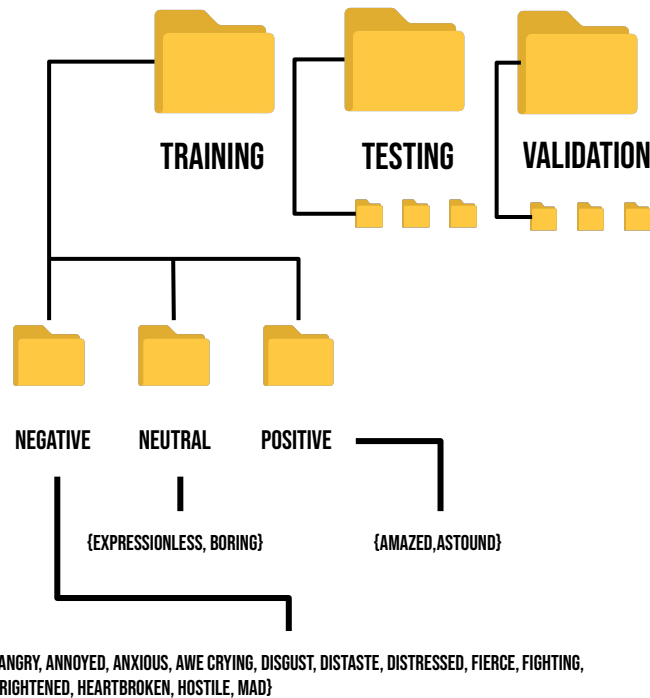 TRAINING
TESTING
VALIDATION
NEGATIVE
NEUTRAL
POSITIVE
{EXPRESSIONLESS, BORING}
{AMAZED,ASTOUND}
ANGRY, ANNOYED, ANXIOUS, AWE CRYING, DISGUST, DISTASTE, DISTRESSED, FIERCE, FIGHTING,
RIGHTENED, HEARTBROKEN, HOSTILE, MAD}